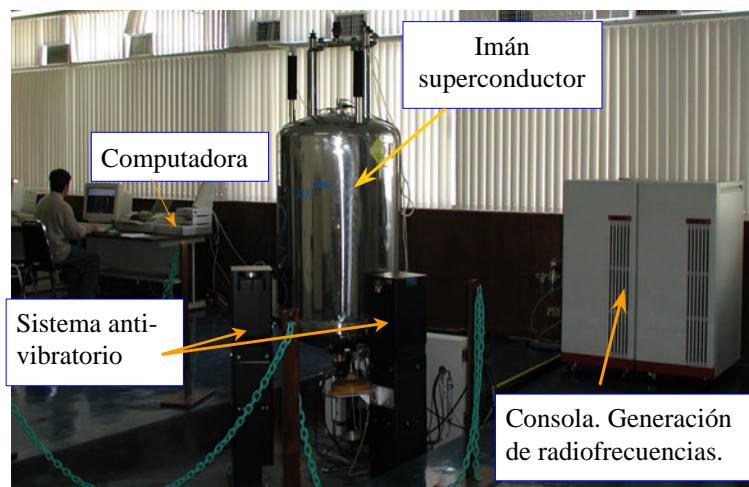 Imán
superconductor
Computadora
Sistema anti-
vibratorio
Consola. Generación
de radiofrecuencias.